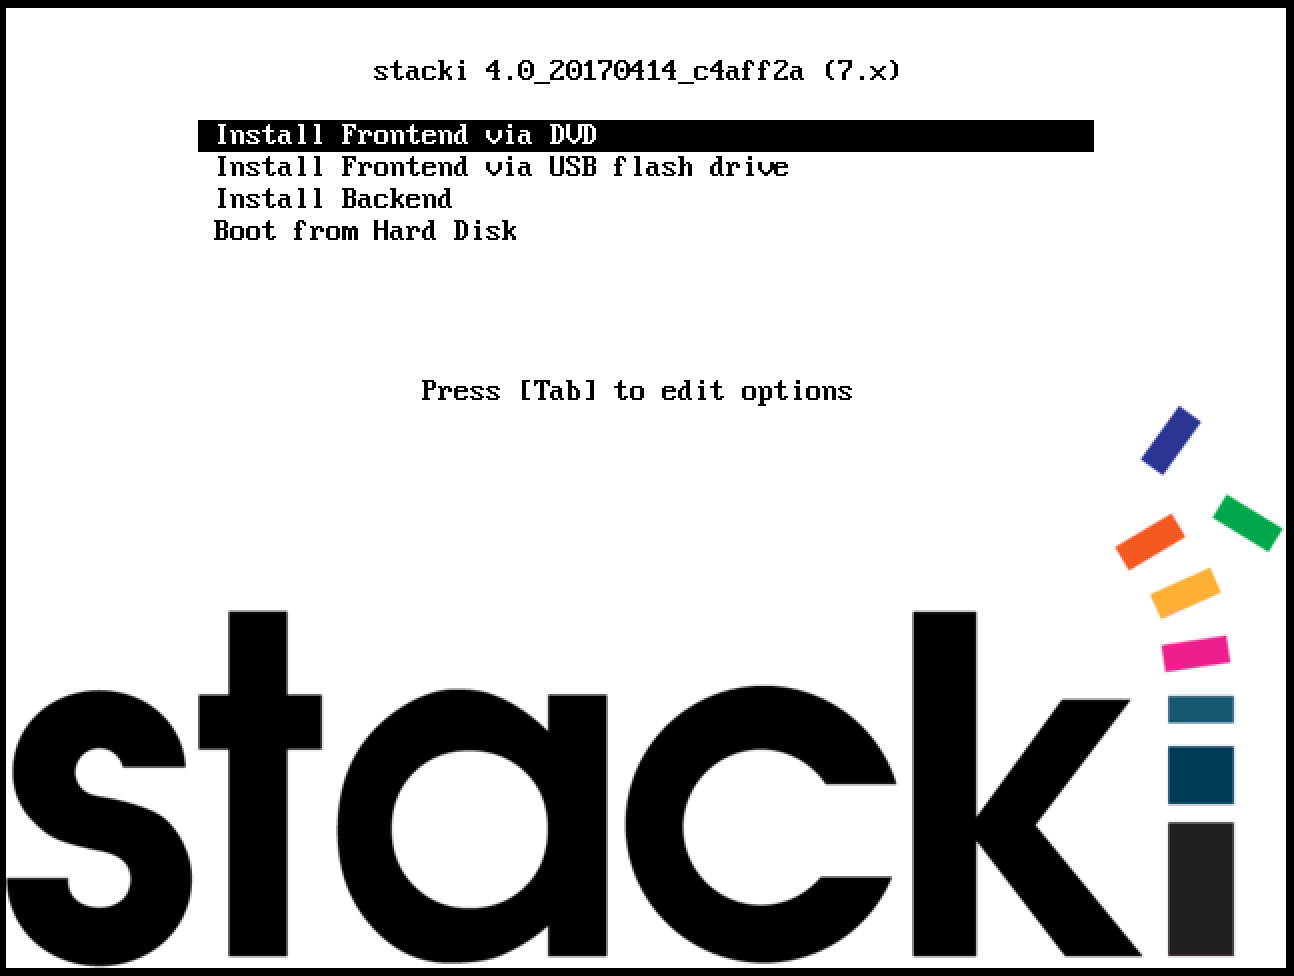 stacki 4.0_20170414_c4aff2a (7.x)
Install Frontend via DVD
Install Frontend via USB flash drive
Install Backend
Boot from Hard Disk
Press [Tab] to edit options
stacki